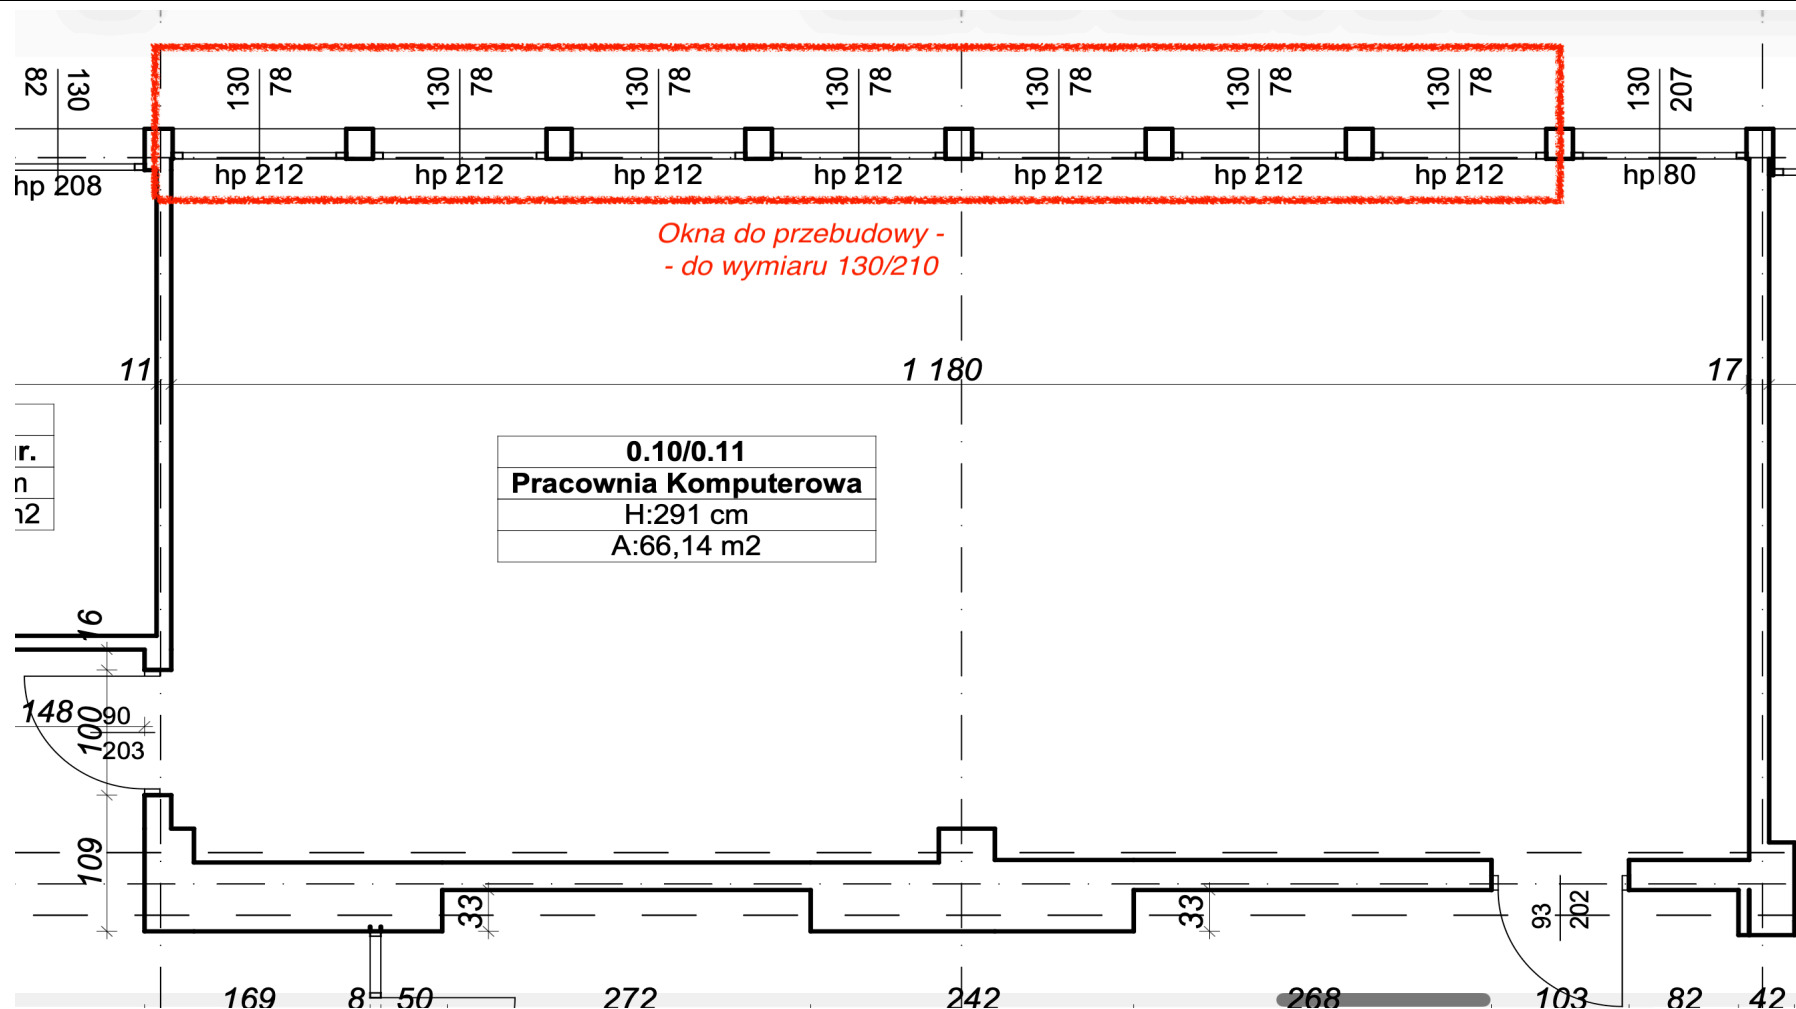 82
130
130
78
130
78
130
78
130
78
130
78
130
78
130
78
130
207
hp 208
hp 212
hp 212
hp 212
hp 212
hp 212
hp 212
hp 212
hp 80
Okna do przebudowy -
- do wymiaru 130/210
11
1 180
17
0.10/0.11
Pracownia Komputerowa
H:291 cm
A:66,14 m2
16
148
100
90
203
109
33
33
93
202
169
8
50
272
242
268
103
82
42